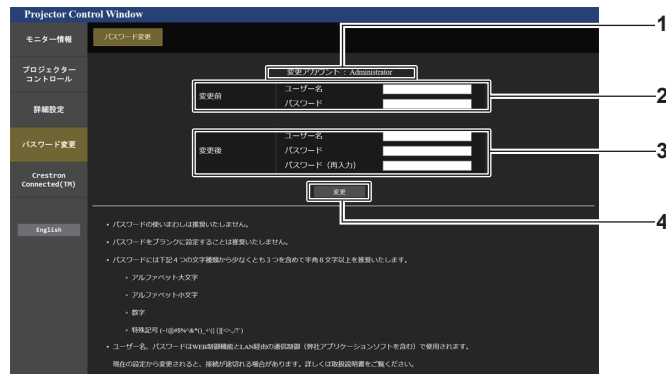 Projector Control Window
モニター情報
プロジェクター
コントロール
詳細設定
パスワード変更
Crestron
Connected(TM)
English
パスワード変更
変更アカウント : Administrator
変更前
ユーザー名
パスワード
変更後
ユーザー名
パスワード
パスワード (再入力)
変更
1
2
3
4
• パスワードの使いまわしは推奨いたしません。
• パスワードをブランクに設定することは推奨いたしません。
• パスワードには下記４つの文字種類から少なくとも３つを含めて半角８文字以上を推奨いたします。
• アルファベット大文字
• アルファベット小文字
• 数字
• 特殊記号
• ユーザー名、パスワードはWEB制御機能とLAN経由の通信制御（弊社アプリケーションソフトを含む）で使用されます。
現在の設定から変更されると、接続が途切れる場合があります。詳しくは取扱説明書をご覧ください。